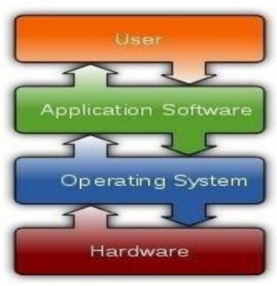 User
Application Software
Operating System
Hardware